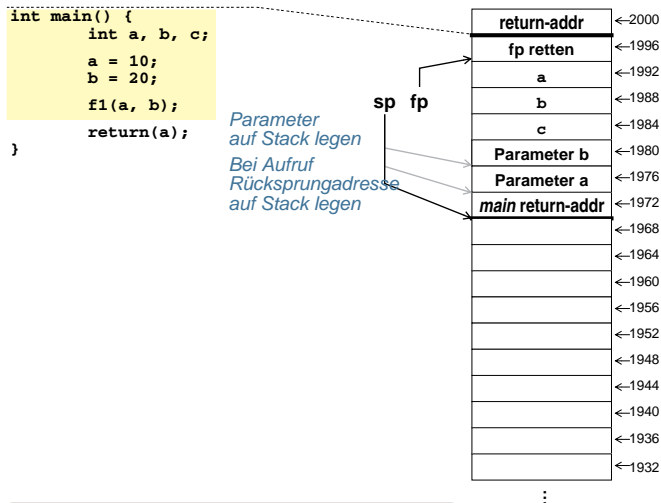 int main() {
int a, b, c;
a = 10;
b = 20;
f1(a, b);
return(a);
}
sp fp
Parameter
auf Stack legen
Bei Aufruf
Rücksprungadresse
auf Stack legen
return-addr
fp retten
a
b
c
Parameter b
Parameter a
main return-addr
2000
1996
1992
1988
1984
1980
1976
1972
1968
1964
1960
1956
1952
1948
1944
1940
1936
1932